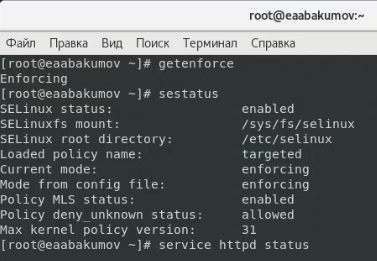 root@eaabakumov:~
Файл Правка Вид Поиск Терминал Справка
[root@eaabakumov ~]# getenforce
Enforcing
[root@eaabakumov ~]# sestatus
SELinux status:                 enabled
SELinuxfs mount:                /sys/fs/selinux
SELinux root directory:         /etc/selinux
Loaded policy name:             targeted
Current mode:                   enforcing
Mode from config file:          enforcing
Policy MLS status:              enabled
Policy deny_unknown status:     allowed
Max kernel policy version:      31
[root@eaabakumov ~]# service httpd status